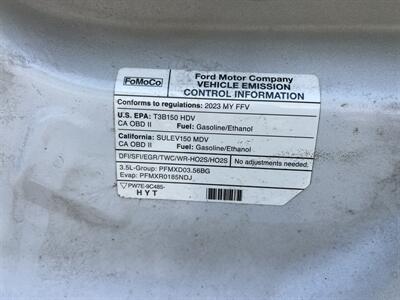 FoMoCo
Ford Motor Company
VEHICLE EMISSION
CONTROL INFORMATION
Conforms to regulations: 2023 MY FFV
U.S. EPA: T3B150 HDV
CA OBD II Fuel: Gasoline/Ethanol
California: SULEV150 MDV
CA OBD II Fuel: Gasoline/Ethanol
DFI/SFI/EGR/TWC/WR-HO2S/HO2S No adjustments needed.
3.5L-Group: PFMXD03.56BG
Evap: PFMXR0185NDJ
PW7E-9C485-
HYT